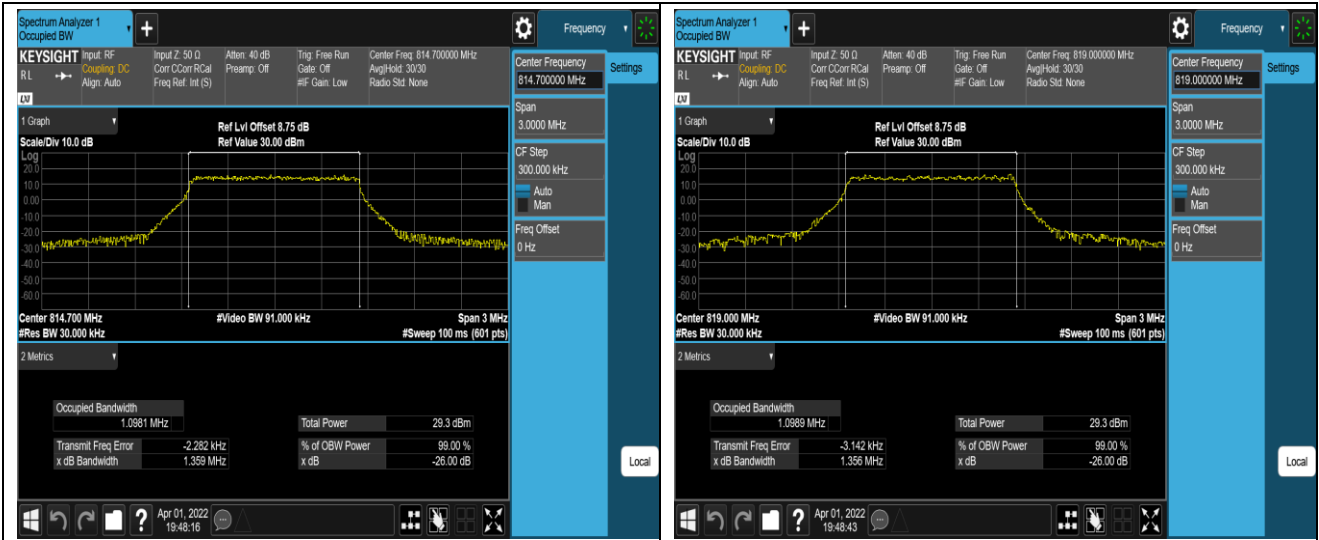 Spectrum Analyzer 1
Occupied BW
+
Frequency
KEYSIGHT Input: RF Input Z: 50 Ω Atten: 40 dB Trig: Free Run Center Freq: 814.700000 MHz
RL Coupling: DC Corr CCorr RCal Preamp: Off Gate: Off Avg|Hold: 30/30
Align: Auto Freq Ref: Int (S) #IF Gain: Low Radio Std: None
LXI
Center Frequency
814.700000 MHz
Settings
Span
3.0000 MHz
CF Step
300.000 kHz
Auto
Man
Freq Offset
0 Hz
Local
1 Graph
Ref Lvl Offset 8.75 dB
Scale/Div 10.0 dB Ref Value 30.00 dBm
Log
20.0
10.0
0.00
-10.0
-20.0
-30.0
-40.0
-50.0
-60.0
Center 814.700 MHz #Video BW 91.000 kHz Span 3 MHz
#Res BW 30.000 kHz #Sweep 100 ms (601 pts)
2 Metrics
Occupied Bandwidth
1.0981 MHz Total Power 29.3 dBm
Transmit Freq Error -2.282 kHz % of OBW Power 99.00 %
x dB Bandwidth 1.359 MHz x dB -26.00 dB
? Apr 01, 2022
19:48:16
Spectrum Analyzer 1
Occupied BW
+
Frequency
KEYSIGHT Input: RF Input Z: 50 Ω Atten: 40 dB Trig: Free Run Center Freq: 819.000000 MHz
RL Coupling: DC Corr CCorr RCal Preamp: Off Gate: Off Avg|Hold: 30/30
Align: Auto Freq Ref: Int (S) #IF Gain: Low Radio Std: None
LXI
Center Frequency
819.000000 MHz
Settings
Span
3.0000 MHz
CF Step
300.000 kHz
Auto
Man
Freq Offset
0 Hz
Local
1 Graph
Ref Lvl Offset 8.75 dB
Scale/Div 10.0 dB Ref Value 30.00 dBm
Log
20.0
10.0
0.00
-10.0
-20.0
-30.0
-40.0
-50.0
-60.0
Center 819.000 MHz #Video BW 91.000 kHz Span 3 MHz
#Res BW 30.000 kHz #Sweep 100 ms (601 pts)
2 Metrics
Occupied Bandwidth
1.0989 MHz Total Power 29.3 dBm
Transmit Freq Error -3.142 kHz % of OBW Power 99.00 %
x dB Bandwidth 1.356 MHz x dB -26.00 dB
? Apr 01, 2022
19:48:43